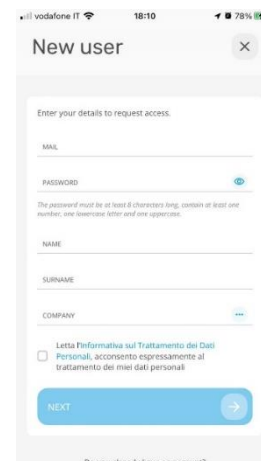 vodafone IT 18:10 78%
New user
Enter your details to request access.
MAIL
PASSWORD
The password must be at least 8 characters long, contain at least one
number, one lowercase letter and one uppercase.
NAME
SURNAME
COMPANY
Letta l'Informativa sul Trattamento dei Dati
Personali, acconsento espressamente al
trattamento dei miei dati personali
NEXT